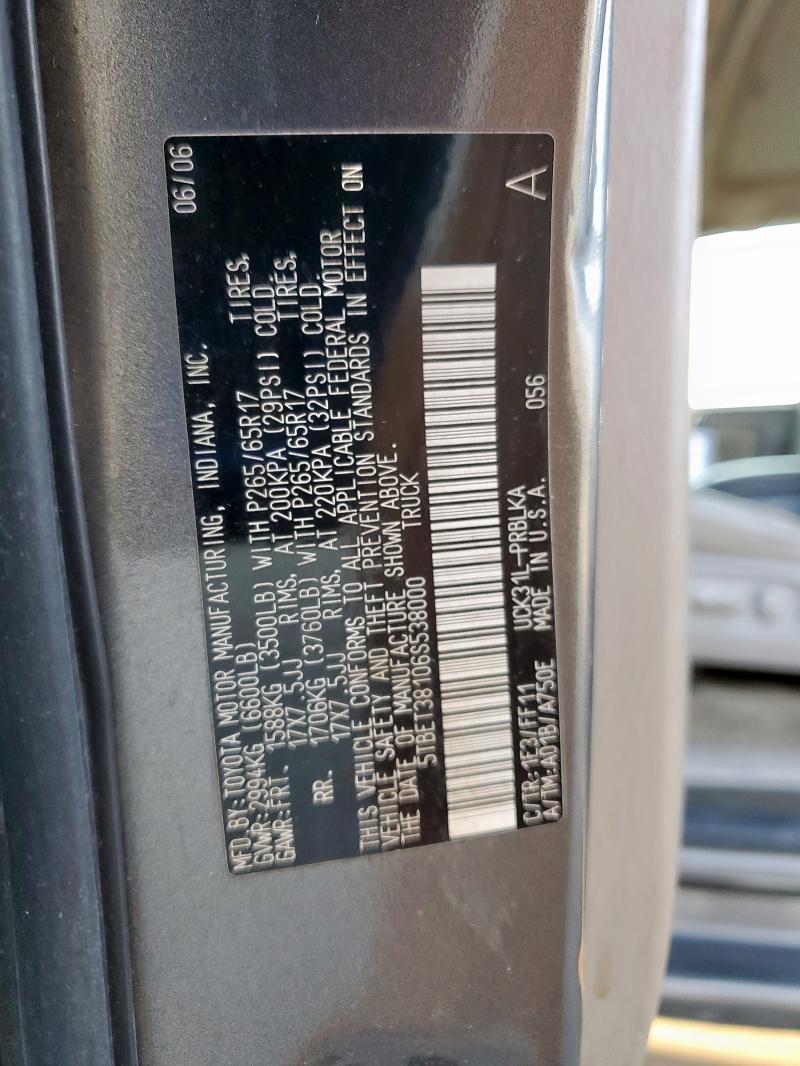 MFD BY: TOYOTA MOTOR MANUFACTURING, INDIANA, INC. 06/06
GVWR: 2994KG (6600LB)
GAWR: FRT. 1588KG (3500LB) WITH P265/65R17 TIRES,
17X7.5JJ RIMS, AT 200KPA (29PSI) COLD.
RR. 1706KG (3760LB) WITH P265/65R17 TIRES,
17X7.5JJ RIMS, AT 220KPA (32PSI) COLD.
THIS VEHICLE CONFORMS TO ALL APPLICABLE FEDERAL MOTOR
VEHICLE SAFETY AND THEFT PREVENTION STANDARDS IN EFFECT ON
THE DATE OF MANUFACTURE SHOWN ABOVE.
5TBET38106S538000 TRUCK
C/TR: 1E3/FF11 UCK31L-PRBLKA
A/TM: A01B/A750E MADE IN U.S.A. 056 A